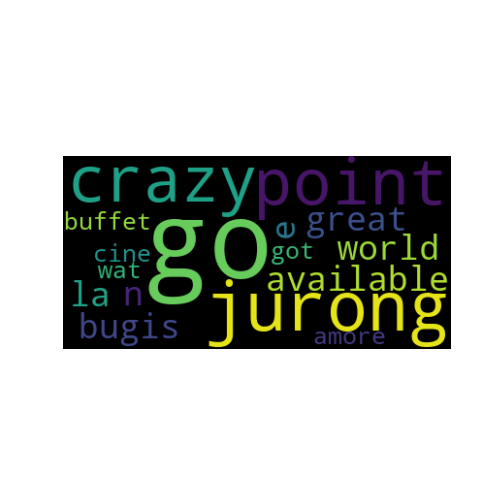 crazy point
buffet go e great
cine got world
wat available
la n jurong
bugis amore